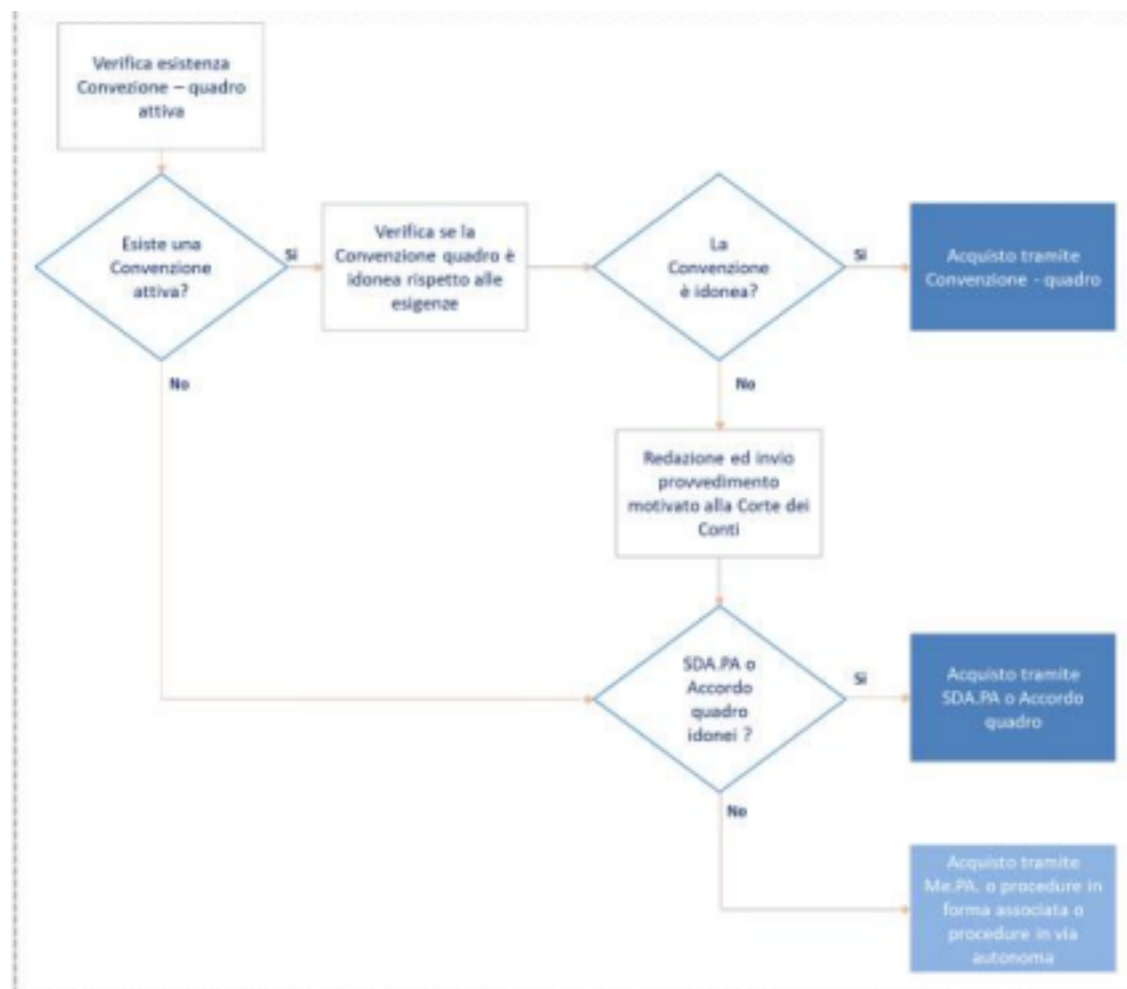 Verifica esistenza
Convezione – quadro
attiva
Esiste una
Convenzione
attiva?
Si
Verifica se la
Convenzione quadro è
idonea rispetto alle
esigenze
La
Convenzione
è idonea?
Si
Acquisto tramite
Convenzione - quadro
No
No
Redazione ed invio
provvedimento
motivato alla Corte dei
Conti
SDA.PA o
Accordo
quadro
idonei ?
Si
Acquisto tramite
SDA.PA o Accordo
quadro
No
Acquisto tramite
Me.PA. o procedure in
forma associata o
procedure in via
autonoma